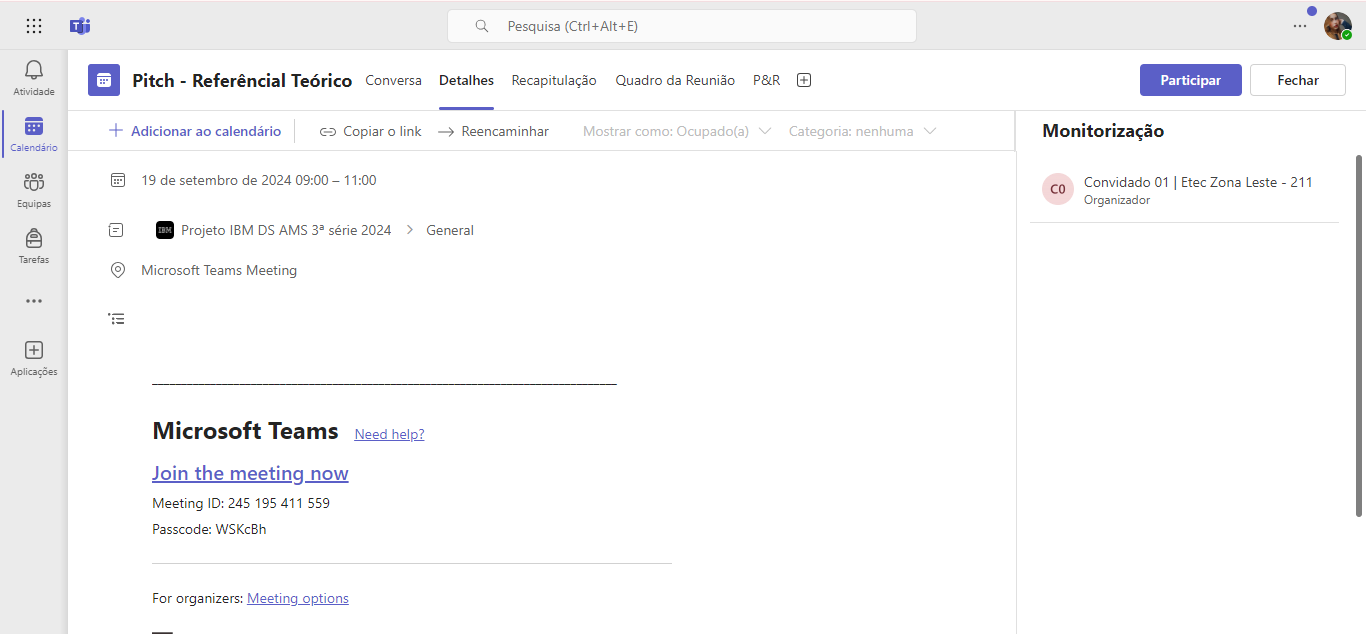 Pesquisa (Ctrl+Alt+E)
Atividade
Calendário
Equipas
Tarefas
Aplicações
Pitch - Referêncial Teórico Conversa Detalhes Recapitulação Quadro da Reunião P&R
Participar Fechar
Adicionar ao calendário Copiar o link Reencaminhar Mostrar como: Ocupado(a) Categoria: nenhuma
19 de setembro de 2024 09:00 – 11:00
IBM Projeto IBM DS AMS 3ª série 2024 > General
Microsoft Teams Meeting
________________________________________________________________________________
Microsoft Teams Need help?
Join the meeting now
Meeting ID: 245 195 411 559
Passcode: WSKcBh
For organizers: Meeting options
Monitorização
C0 Convidado 01 | Etec Zona Leste - 211
Organizador